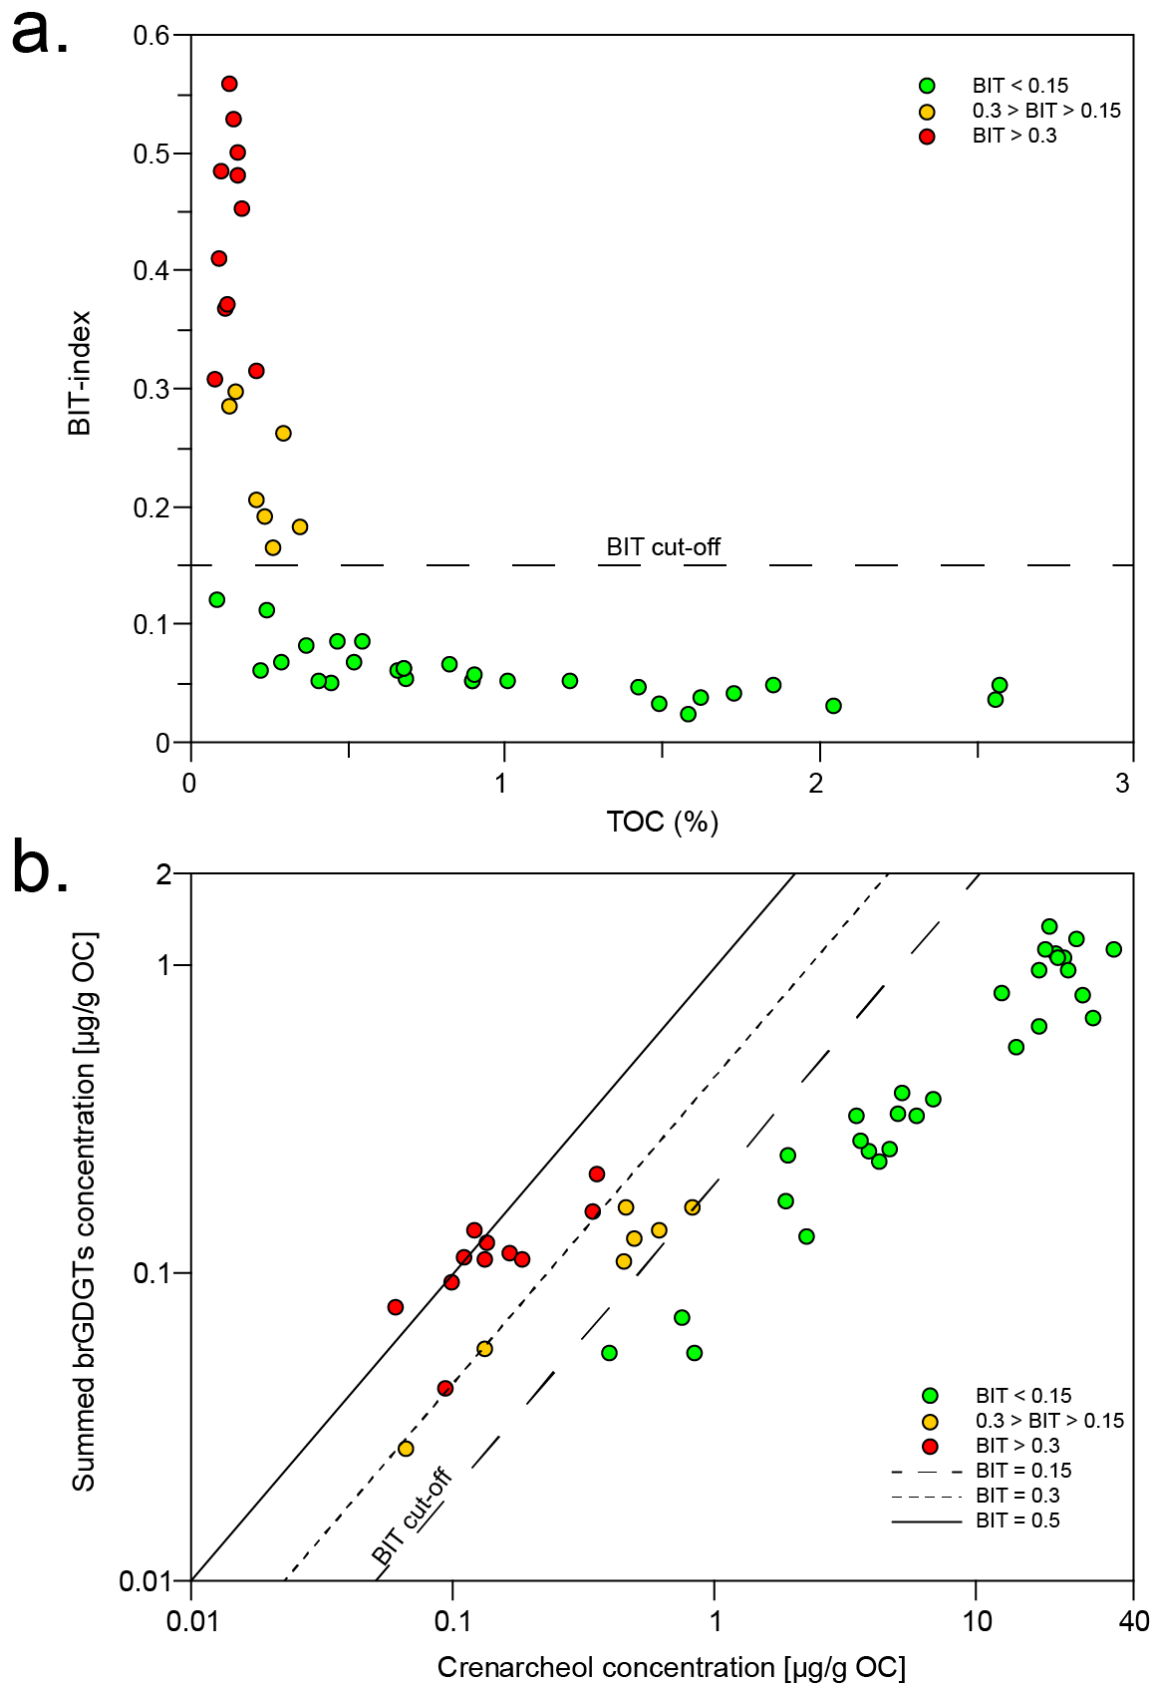 a.
0.6
0.5
0.4
0.3
0.2
0.1
0
BIT-index
BIT < 0.15
0.3 > BIT > 0.15
BIT > 0.3
BIT cut-off
0
1
2
3
TOC (%)
b.
2
1
0.1
0.01
Summed brGDGTs concentration [µg/g OC]
BIT cut-off
BIT < 0.15
0.3 > BIT > 0.15
BIT > 0.3
BIT = 0.15
BIT = 0.3
BIT = 0.5
0.01
0.1
1
10
40
Crenarcheol concentration [µg/g OC]